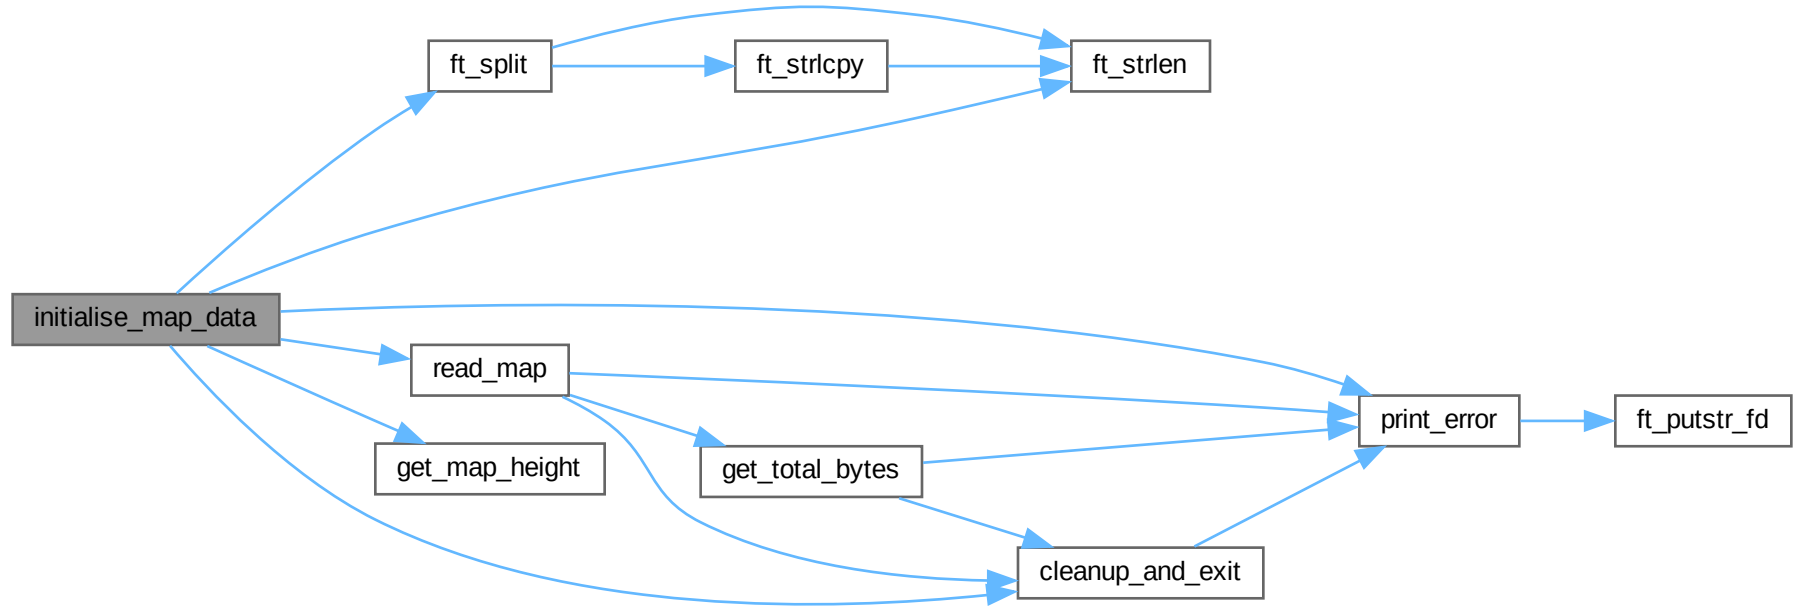 ft_split
ft_strlcpy
ft_strlen
initialise_map_data
read_map
print_error
ft_putstr_fd
get_map_height
get_total_bytes
cleanup_and_exit